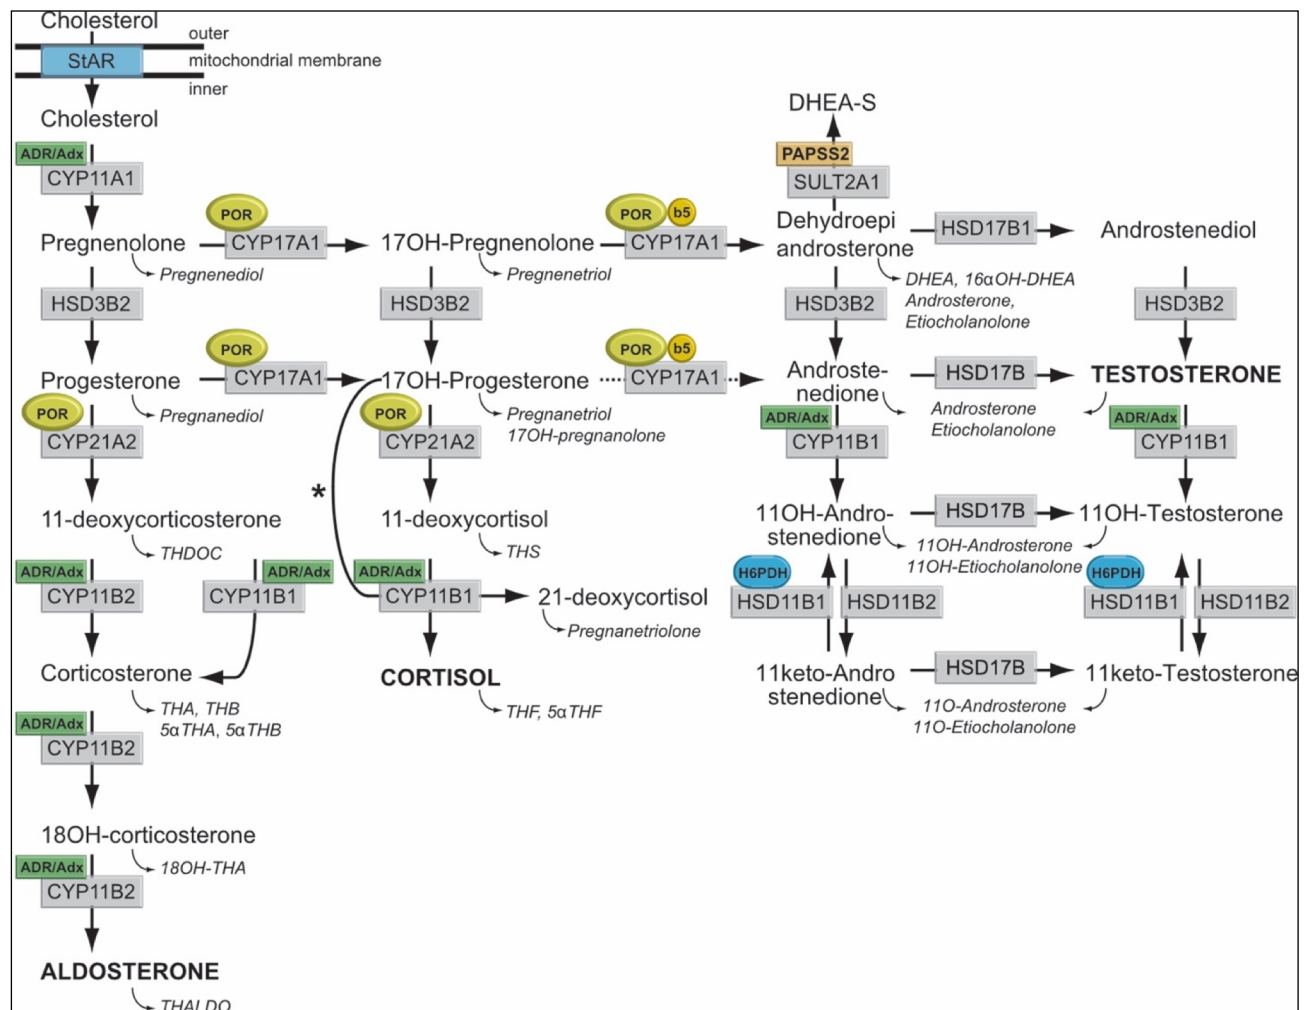 Cholesterol
outer
StAR
mitochondrial membrane
inner
Cholesterol
DHEA-S
ADR/Adx
CYP11A1
PAPSS2
SULT2A1
POR
CYP17A1
POR
b5
CYP17A1
Pregnenolone
17OH-Pregnenolone
Dehydroepi
androsterone
HSD17B1
Androstenediol
Pregnenediol
Pregnenetriol
DHEA, 16αOH-DHEA
Androsterone,
Etiocholanolone
HSD3B2
HSD3B2
HSD3B2
HSD3B2
POR
CYP17A1
POR
b5
CYP17A1
Progesterone
17OH-Progesterone
Androste-
nedione
HSD17B
TESTOSTERONE
Pregnanediol
Pregnanetriol
17OH-pregnanolone
Androsterone
Etiocholanolone
POR
CYP21A2
POR
CYP21A2
ADR/Adx
CYP11B1
ADR/Adx
CYP11B1
*
11-deoxycorticosterone
11-deoxycortisol
11OH-Andro-
stenedione
HSD17B
11OH-Testosterone
THDOC
THS
11OH-Androsterone
11OH-Etiocholanolone
ADR/Adx
CYP11B2
ADR/Adx
CYP11B1
ADR/Adx
CYP11B1
21-deoxycortisol
Pregnanetriolone
H6PDH
HSD11B1
HSD11B2
H6PDH
HSD11B1
HSD11B2
Corticosterone
CORTISOL
11keto-Andro
stenedione
HSD17B
11keto-Testosterone
THA, THB
5αTHA, 5αTHB
THF, 5αTHF
11O-Androsterone
11O-Etiocholanolone
ADR/Adx
CYP11B2
18OH-corticosterone
18OH-THA
ADR/Adx
CYP11B2
ALDOSTERONE
THALDO